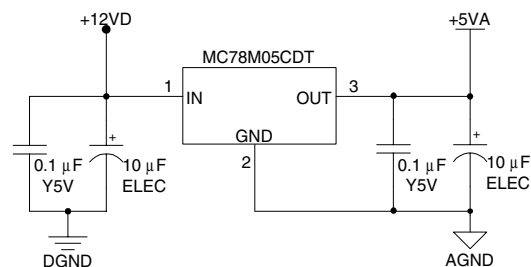 +12VD
+5VA
MC78M05CDT
1
IN
OUT
3
GND
2
+
0.1 μF
Y5V
10 μF
ELEC
+
0.1 μF
Y5V
10 μF
ELEC
DGND
AGND